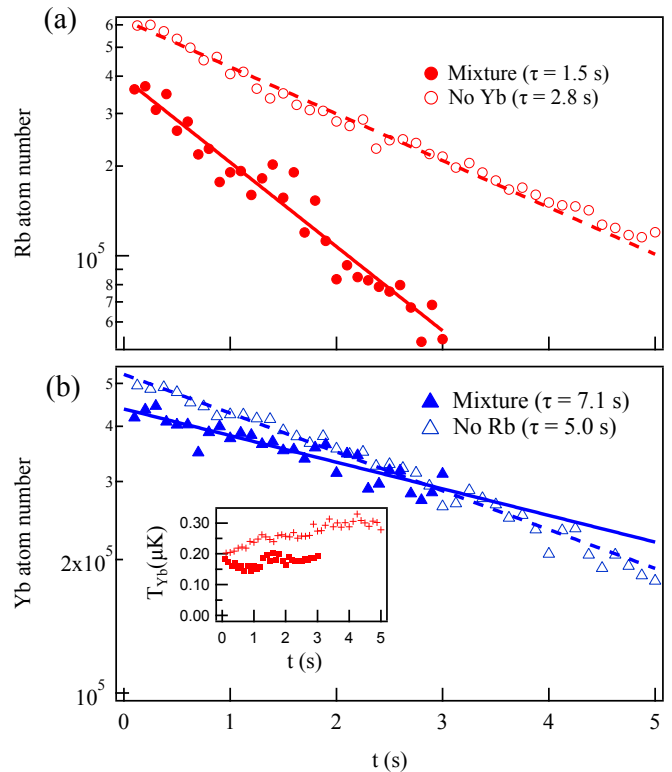 (a)
6
5
4
3
2
10^5
8
7
6
Rb atom number
Mixture (τ = 1.5 s)
No Yb (τ = 2.8 s)
(b)
5
4
3
2x10^5
10^5
Yb atom number
Mixture (τ = 7.1 s)
No Rb (τ = 5.0 s)
0.30
0.20
0.10
0.00
T_Yb(μK)
0 1 2 3 4 5
t (s)
0 1 2 3 4 5
t (s)